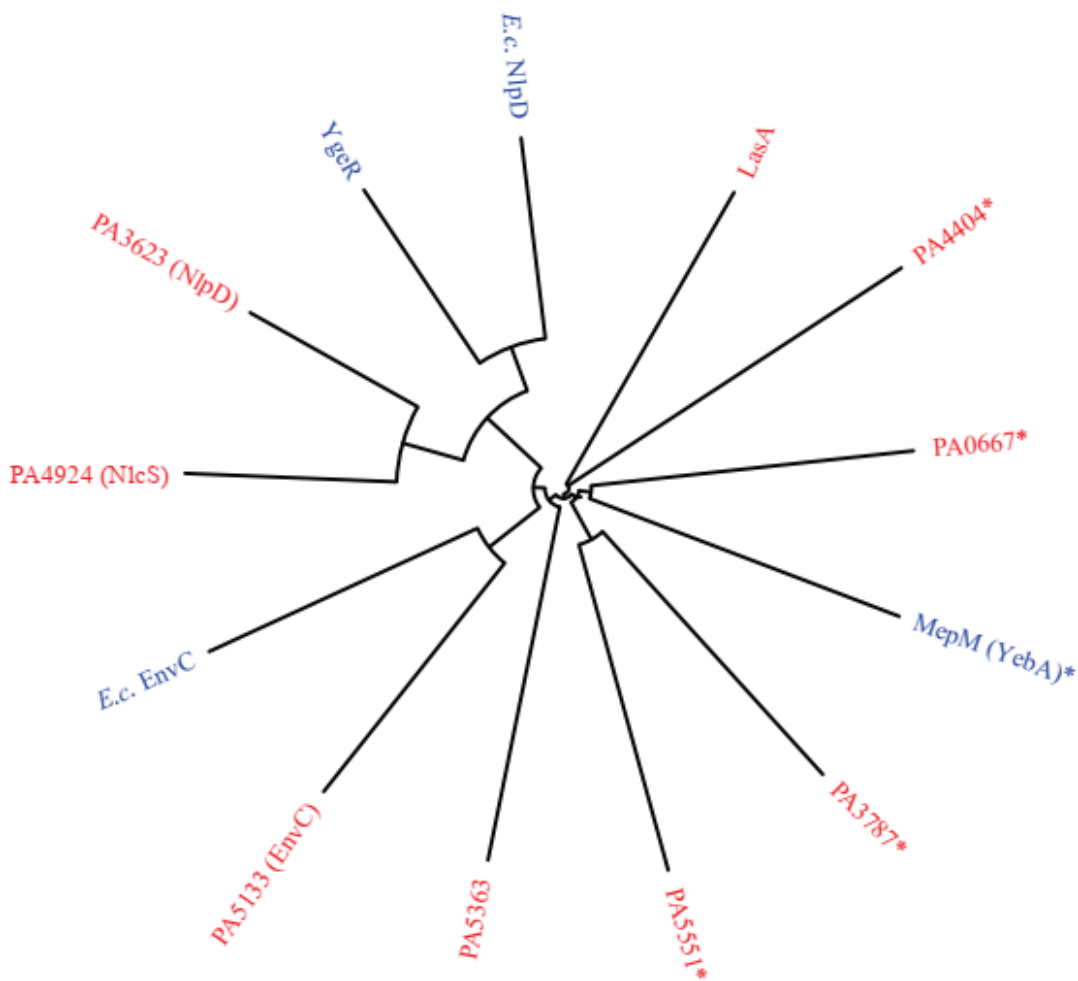 E.c. NlpD
YgeR
LasA
PA4404*
PA3623 (NlpD)
PA0667*
PA4924 (NlcS)
MepM (YebA)*
E.c. EnvC
PA3787*
PA5133 (EnvC)
PA5363
PA5551*